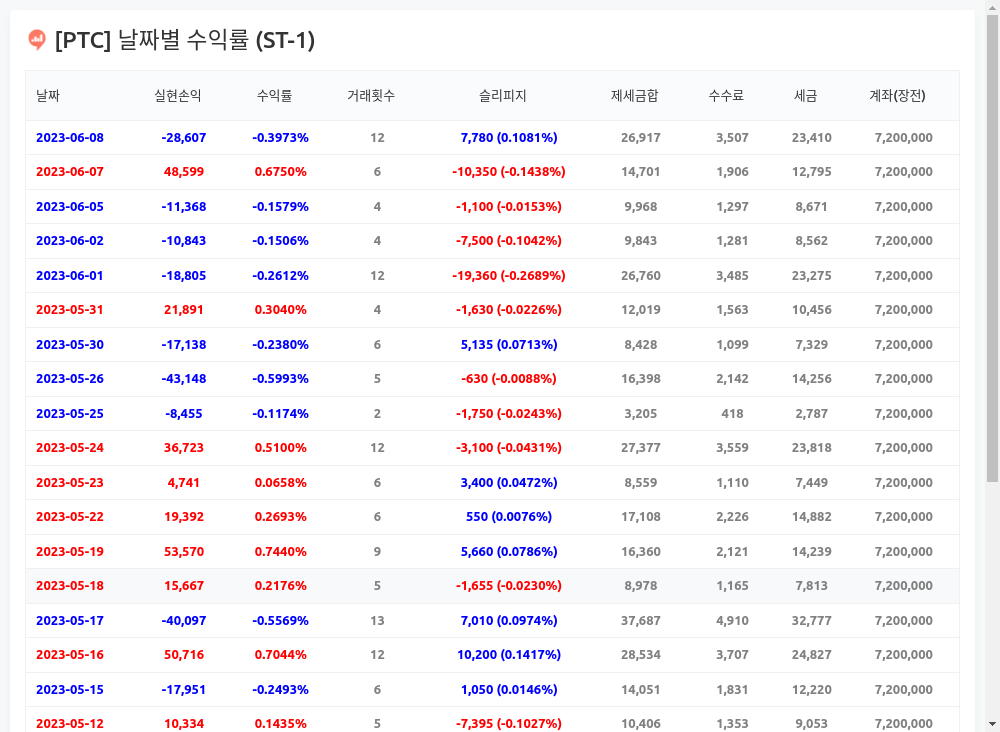 [PTC] 날짜별 수익률 (ST-1)
날짜 실현손익 수익률 거래횟수 슬리피지 제세금합 수수료 세금 계좌(장전)
2023-06-08 -28,607 -0.3973% 12 7,780 (0.1081%) 26,917 3,507 23,410 7,200,000
2023-06-07 48,599 0.6750% 6 -10,350 (-0.1438%) 14,701 1,906 12,795 7,200,000
2023-06-05 -11,368 -0.1579% 4 -1,100 (-0.0153%) 9,968 1,297 8,671 7,200,000
2023-06-02 -10,843 -0.1506% 4 -7,500 (-0.1042%) 9,843 1,281 8,562 7,200,000
2023-06-01 -18,805 -0.2612% 12 -19,360 (-0.2689%) 26,760 3,485 23,275 7,200,000
2023-05-31 21,891 0.3040% 4 -1,630 (-0.0226%) 12,019 1,563 10,456 7,200,000
2023-05-30 -17,138 -0.2380% 6 5,135 (0.0713%) 8,428 1,099 7,329 7,200,000
2023-05-26 -43,148 -0.5993% 5 -630 (-0.0088%) 16,398 2,142 14,256 7,200,000
2023-05-25 -8,455 -0.1174% 2 -1,750 (-0.0243%) 3,205 418 2,787 7,200,000
2023-05-24 36,723 0.5100% 12 -3,100 (-0.0431%) 27,377 3,559 23,818 7,200,000
2023-05-23 4,741 0.0658% 6 3,400 (0.0472%) 8,559 1,110 7,449 7,200,000
2023-05-22 19,392 0.2693% 6 550 (0.0076%) 17,108 2,226 14,882 7,200,000
2023-05-19 53,570 0.7440% 9 5,660 (0.0786%) 16,360 2,121 14,239 7,200,000
2023-05-18 15,667 0.2176% 5 -1,655 (-0.0230%) 8,978 1,165 7,813 7,200,000
2023-05-17 -40,097 -0.5569% 13 7,010 (0.0974%) 37,687 4,910 32,777 7,200,000
2023-05-16 50,716 0.7044% 12 10,200 (0.1417%) 28,534 3,707 24,827 7,200,000
2023-05-15 -17,951 -0.2493% 6 1,050 (0.0146%) 14,051 1,831 12,220 7,200,000
2023-05-12 10,334 0.1435% 5 -7,395 (-0.1027%) 10,406 1,353 9,053 7,200,000